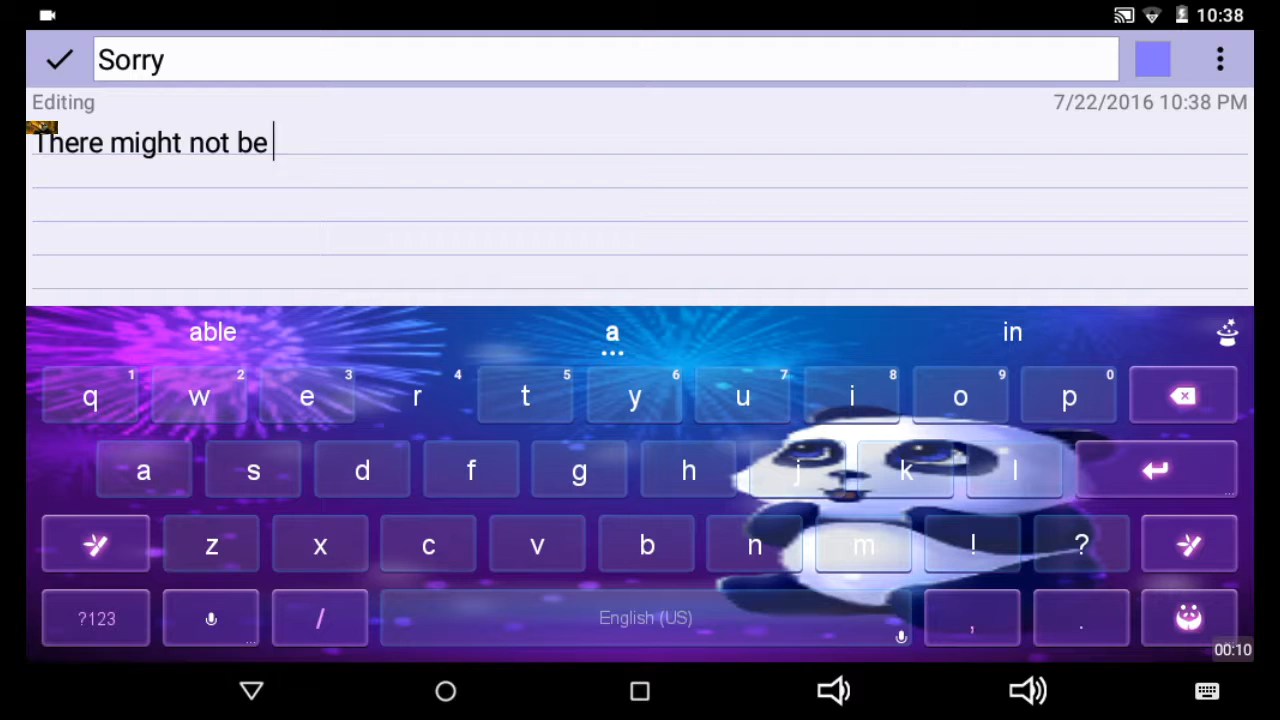 10:38
Sorry
Editing
7/22/2016 10:38 PM
There might not be
able a in
1 2 3 4 5 6 7 8 9 0
q w e r t y u i o p
a s d f g h j k l
...
z x c v b n m ! ?
?123 / English (US) , .
...
00:10